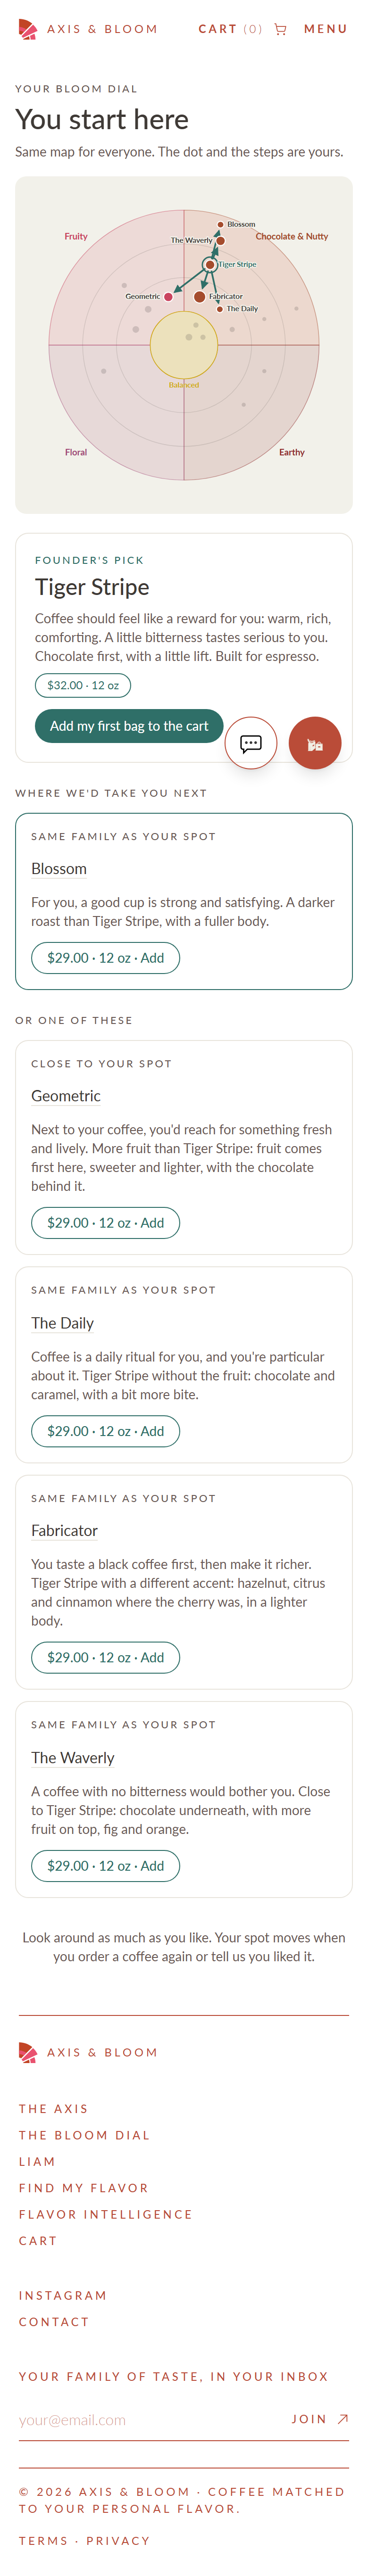 AXIS & BLOOM
CART (0)
MENU
YOUR BLOOM DIAL
You start here
Same map for everyone. The dot and the steps are yours.
Blossom
Fruity
The Waverly
Chocolate & Nutty
Tiger Stripe
Geometric
Fabricator
The Daily
Balanced
Floral
Earthy
FOUNDER'S PICK
Tiger Stripe
Coffee should feel like a reward for you: warm, rich,
comforting. A little bitterness tastes serious to you.
Chocolate first, with a little lift. Built for espresso.
$32.00 · 12 oz
Add my first bag to the cart
WHERE WE'D TAKE YOU NEXT
SAME FAMILY AS YOUR SPOT
Blossom
For you, a good cup is strong and satisfying. A darker
roast than Tiger Stripe, with a fuller body.
$29.00 · 12 oz · Add
OR ONE OF THESE
CLOSE TO YOUR SPOT
Geometric
Next to your coffee, you'd reach for something fresh
and lively. More fruit than Tiger Stripe: fruit comes
first here, sweeter and lighter, with the chocolate
behind it.
$29.00 · 12 oz · Add
SAME FAMILY AS YOUR SPOT
The Daily
Coffee is a daily ritual for you, and you're particular
about it. Tiger Stripe without the fruit: chocolate and
caramel, with a bit more bite.
$29.00 · 12 oz · Add
SAME FAMILY AS YOUR SPOT
Fabricator
You taste a black coffee first, then make it richer.
Tiger Stripe with a different accent: hazelnut, citrus
and cinnamon where the cherry was, in a lighter
body.
$29.00 · 12 oz · Add
SAME FAMILY AS YOUR SPOT
The Waverly
A coffee with no bitterness would bother you. Close
to Tiger Stripe: chocolate underneath, with more
fruit on top, fig and orange.
$29.00 · 12 oz · Add
Look around as much as you like. Your spot moves when
you order a coffee again or tell us you liked it.
AXIS & BLOOM
THE AXIS
THE BLOOM DIAL
LIAM
FIND MY FLAVOR
FLAVOR INTELLIGENCE
CART
INSTAGRAM
CONTACT
YOUR FAMILY OF TASTE, IN YOUR INBOX
your@email.com
JOIN
© 2026 AXIS & BLOOM · COFFEE MATCHED
TO YOUR PERSONAL FLAVOR.
TERMS · PRIVACY